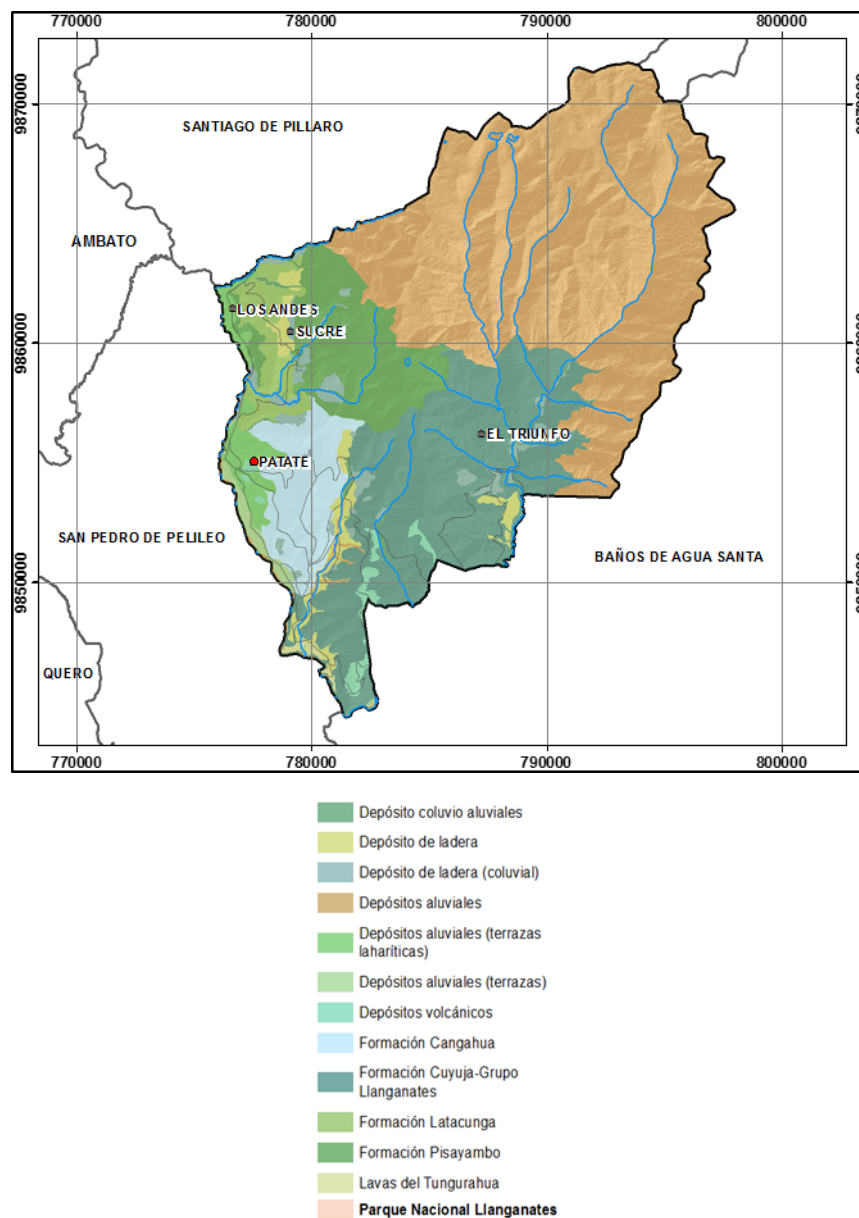 770000 780000 790000 800000
9870000
SANTIAGO DE PILLARO
AMBATO
LOS ANDES
SUCRE
9860000
EL TRIUNFO
PATATE
SAN PEDRO DE PELILEO
BAÑOS DE AGUA SANTA
9850000
QUERO
770000 780000 790000 800000
Depósito coluvio aluviales
Depósito de ladera
Depósito de ladera (coluvial)
Depósitos aluviales
Depósitos aluviales (terrazas
laharíticas)
Depósitos aluviales (terrazas)
Depósitos volcánicos
Formación Cangahua
Formación Cuyuja-Grupo
Llanganates
Formación Latacunga
Formación Pisayambo
Lavas del Tungurahua
Parque Nacional Llanganates